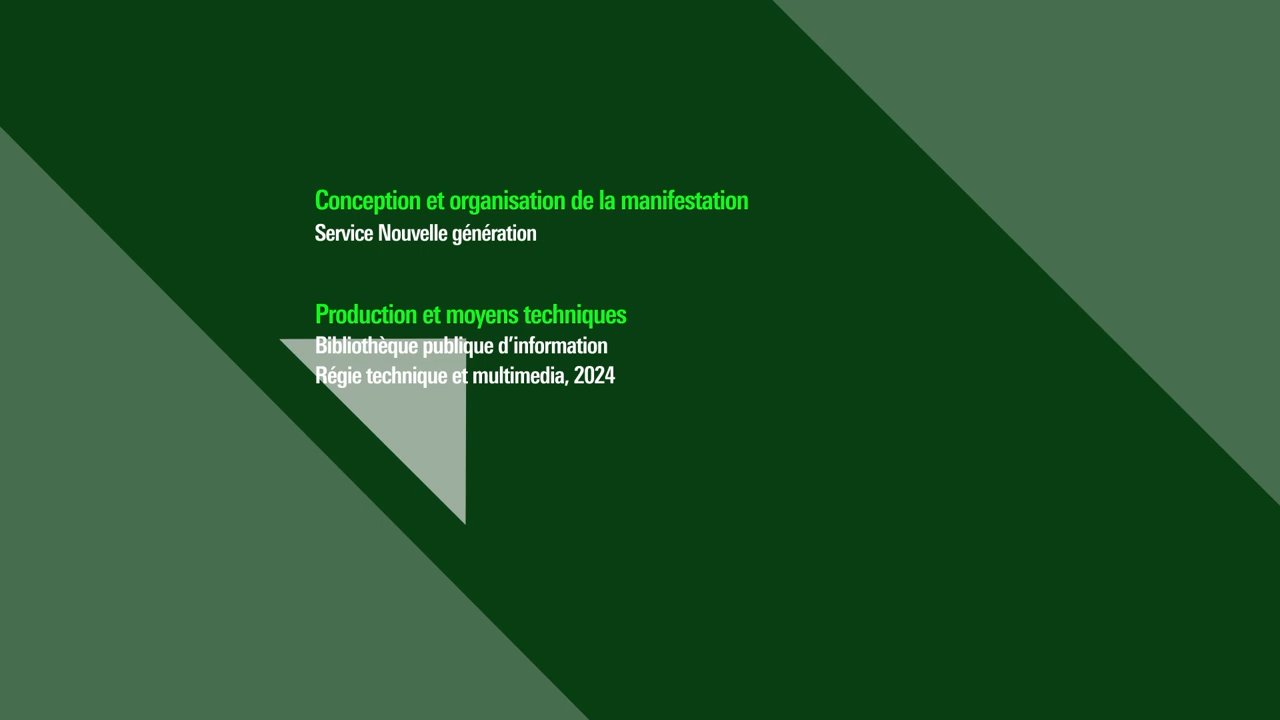 Conception et organisation de la manifestation
Service Nouvelle génération
Production et moyens techniques
Bibliothèque publique d’information
Régie technique et multimedia, 2024